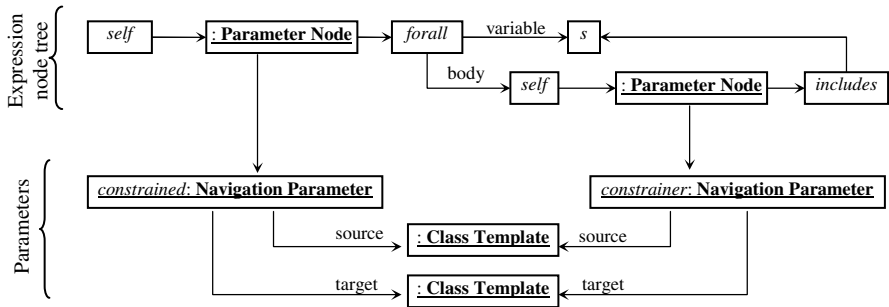 Expression
node tree
self
: Parameter Node
forall
variable
s
body
self
: Parameter Node
includes
Parameters
constrained: Navigation Parameter
constrainer: Navigation Parameter
source
: Class Template
source
target
: Class Template
target